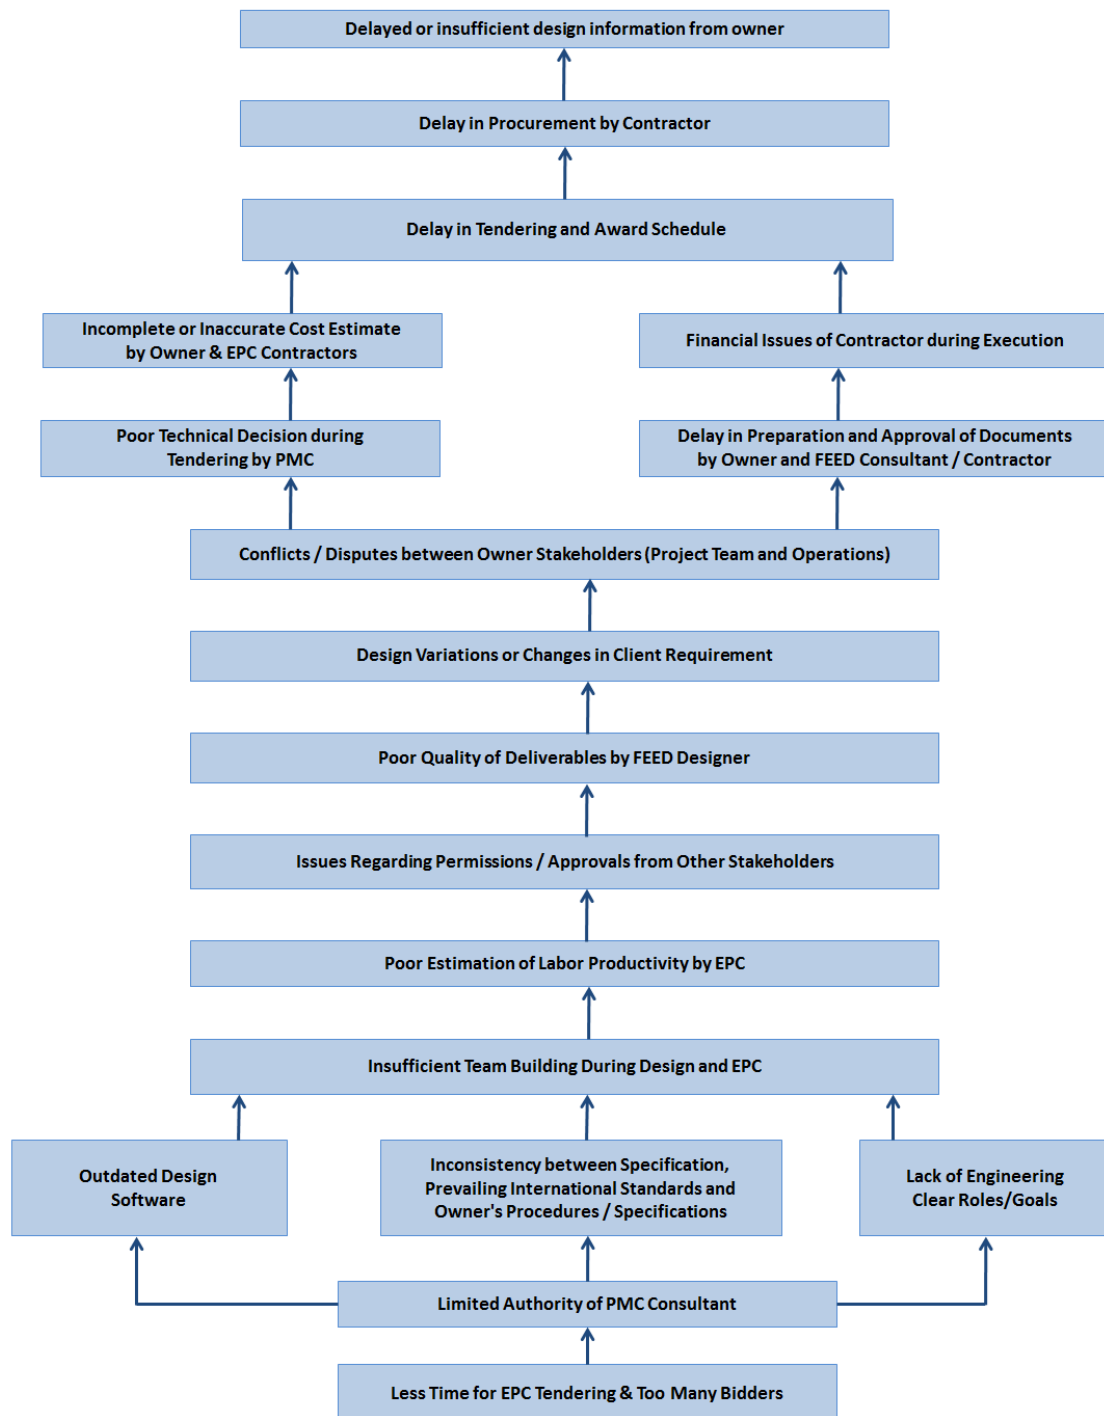 Delayed or insufficient design information from owner
Delay in Procurement by Contractor
Delay in Tendering and Award Schedule
Incomplete or Inaccurate Cost Estimate
by Owner & EPC Contractors
Financial Issues of Contractor during Execution
Poor Technical Decision during
Tendering by PMC
Delay in Preparation and Approval of Documents
by Owner and FEED Consultant / Contractor
Conflicts / Disputes between Owner Stakeholders (Project Team and Operations)
Design Variations or Changes in Client Requirement
Poor Quality of Deliverables by FEED Designer
Issues Regarding Permissions / Approvals from Other Stakeholders
Poor Estimation of Labor Productivity by EPC
Insufficient Team Building During Design and EPC
Outdated Design
Software
Inconsistency between Specification,
Prevailing International Standards and
Owner's Procedures / Specifications
Lack of Engineering
Clear Roles/Goals
Limited Authority of PMC Consultant
Less Time for EPC Tendering & Too Many Bidders